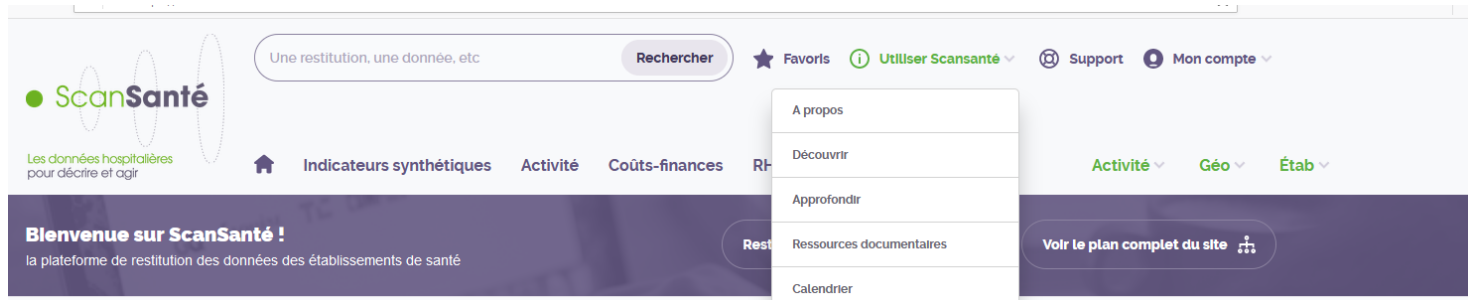 Une restitution, une donnée, etc
Rechercher
Favoris
Utiliser Scansanté
Support
Mon compte
ScanSanté
Les données hospitalières
pour décrire et agir
A propos
Découvrir
Approfondir
Ressources documentaires
Calendrier
Indicateurs synthétiques
Activité
Coûts-finances
RH
Activité
Géo
Étab
Bienvenue sur ScanSanté !
la plateforme de restitution des données des établissements de santé
Rest
Voir le plan complet du site